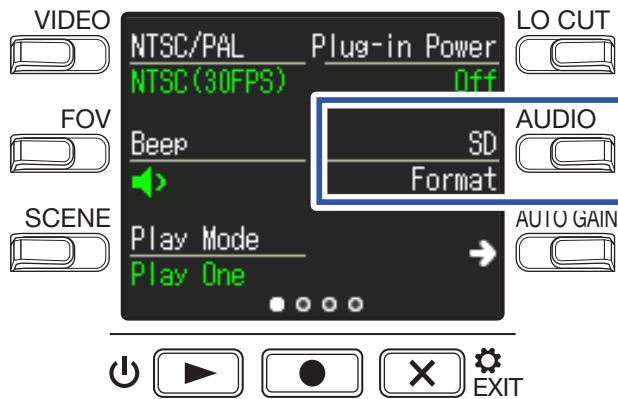 VIDEO
LO CUT
NTSC/PAL
Plug-in Power
NTSC(30FPS)
Off
FOV
AUDIO
Beep
SD
Format
SCENE
AUTO GAIN
Play Mode
Play One
EXIT